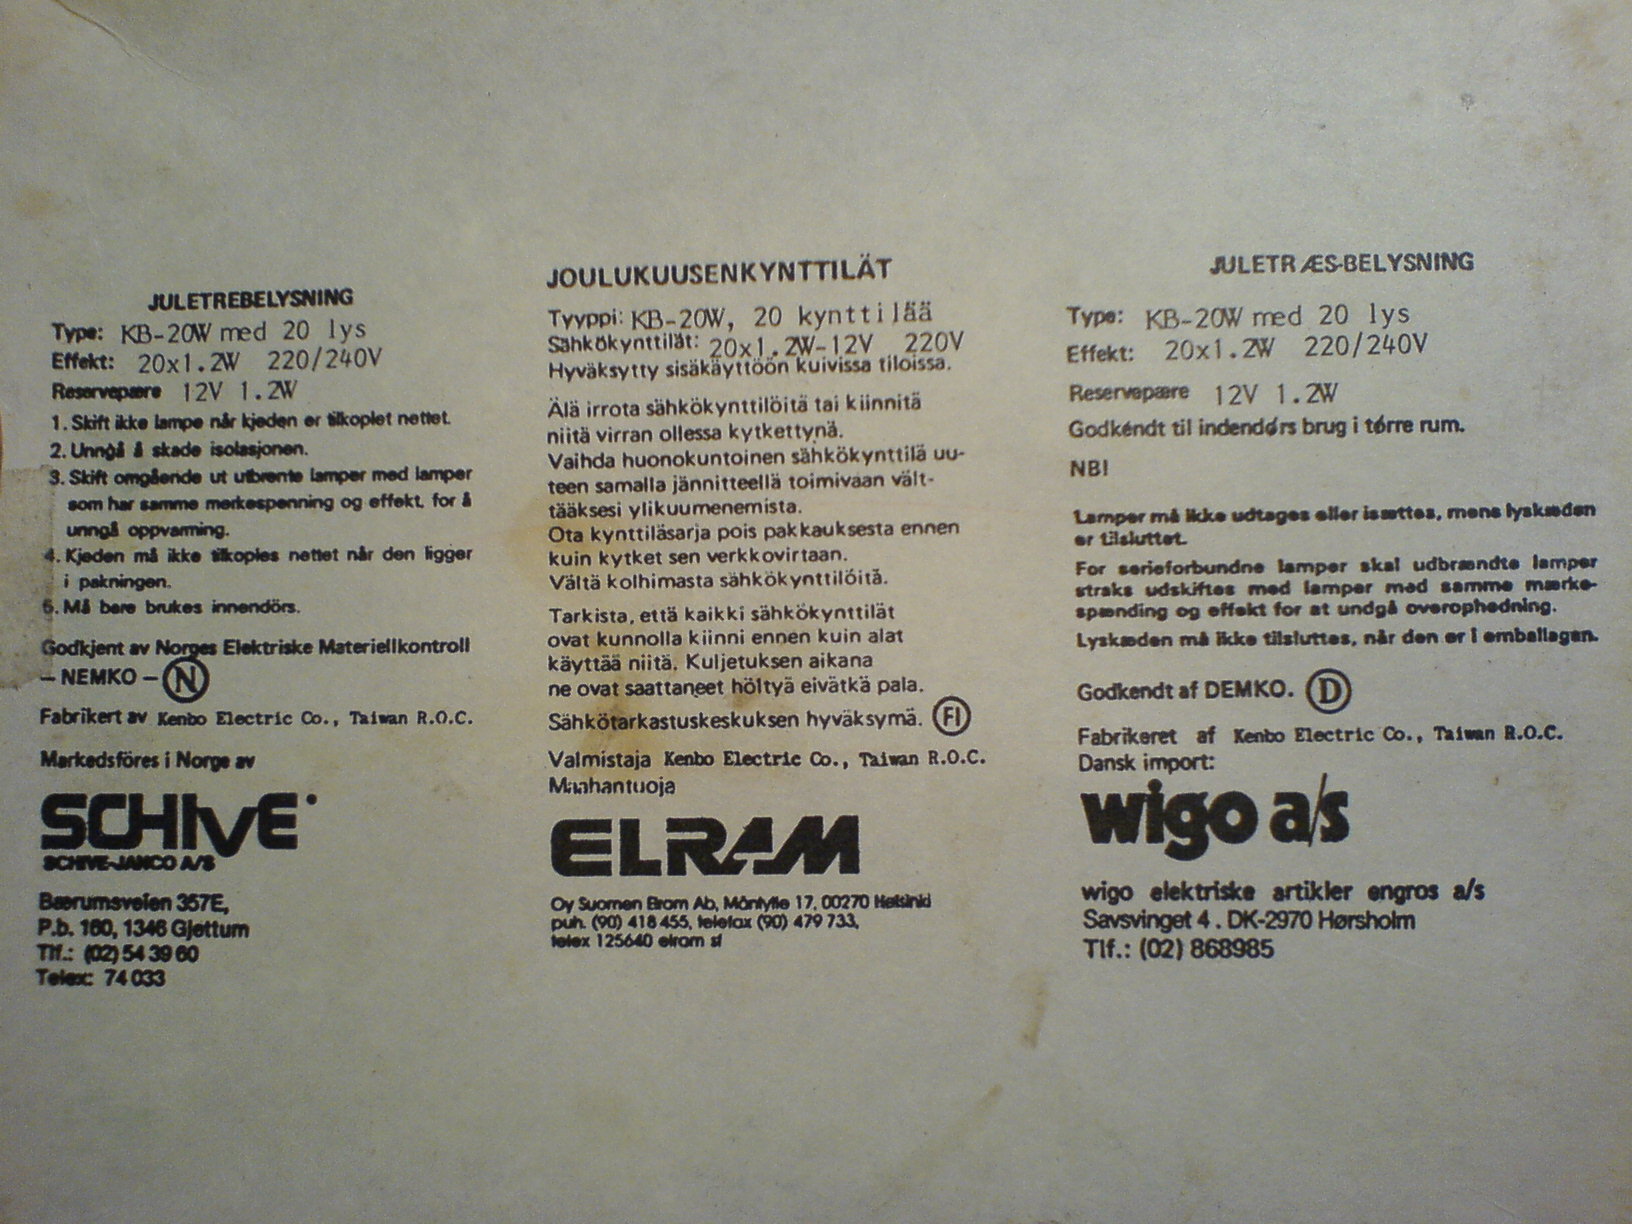 JULETREBELYSNING
Type: KB-20W med 20 lys
Effekt: 20x1.2W 220/240V
Reservepære 12V 1.2W
1. Skift ikke lampe når kjeden er tilkoplet nettet.
2. Unngå å skade isolasjonen.
3. Skift omgående ut utbrente lamper med lamper
som har samme merkespenning og effekt, for å
unngå oppvarming.
4. Kjeden må ikke tilkoples nettet når den ligger
i pakningen.
5. Må bare brukes innendörs.
Godkjent av Norges Elektriske Materiellkontroll
– NEMKO – N
Fabrikert av Kenbo Electric Co., Taiwan R.O.C.
Markedsföres i Norge av
SCHIVE
SCHIVE-JANCO A/S
Bærumsveien 357E,
P.b. 160, 1346 Gjettum
Tlf.: (02) 54 39 60
Telex: 74 033
JOULUKUUSENKYNTTILÄT
Tyyppi: KB-20W, 20 kynttilää
Sähkökynttilät: 20x1.2W-12V 220V
Hyväksytty sisäkäyttöön kuivissa tiloissa.
Älä irrota sähkökynttilöitä tai kiinnitä
niitä virran ollessa kytkettynä.
Vaihda huonokuntoinen sähkökynttilä uu-
teen samalla jännitteellä toimivaan vält-
tääksesi ylikuumenemista.
Ota kynttiläsarja pois pakkauksesta ennen
kuin kytket sen verkkovirtaan.
Vältä kolhimasta sähkökynttilöitä.
Tarkista, että kaikki sähkökynttilät
ovat kunnolla kiinni ennen kuin alat
käyttää niitä. Kuljetuksen aikana
ne ovat saattaneet höltyä eivätkä pala.
Sähkötarkastuskeskuksen hyväksymä. FI
Valmistaja Kenbo Electric Co., Taiwan R.O.C.
Maahantuoja
ELRAM
Oy Suomen Elrom Ab, Mäntytie 17, 00270 Helsinki
puh. (90) 418 455, telefax (90) 479 733,
telex 125640 elrom sf
JULETRÆS-BELYSNING
Type: KB-20W med 20 lys
Effekt: 20x1.2W 220/240V
Reservepære 12V 1.2W
Godkéndt til indendørs brug i tørre rum.
NB!
Lamper må ikke udtages eller isættes, mens lyskæden
er tilsluttet.
For serieforbundne lamper skal udbrændte lamper
straks udskiftes med lamper med samme mærke-
spænding og effekt for at undgå overophedning.
Lyskæden må ikke tilsluttes, når den er i emballagen.
Godkendt af DEMKO. D
Fabrikeret af Kenbo Electric Co., Taiwan R.O.C.
Dansk import:
wigo a/s
wigo elektriske artikler engros a/s
Savsvinget 4 . DK-2970 Hørsholm
Tlf.: (02) 868985